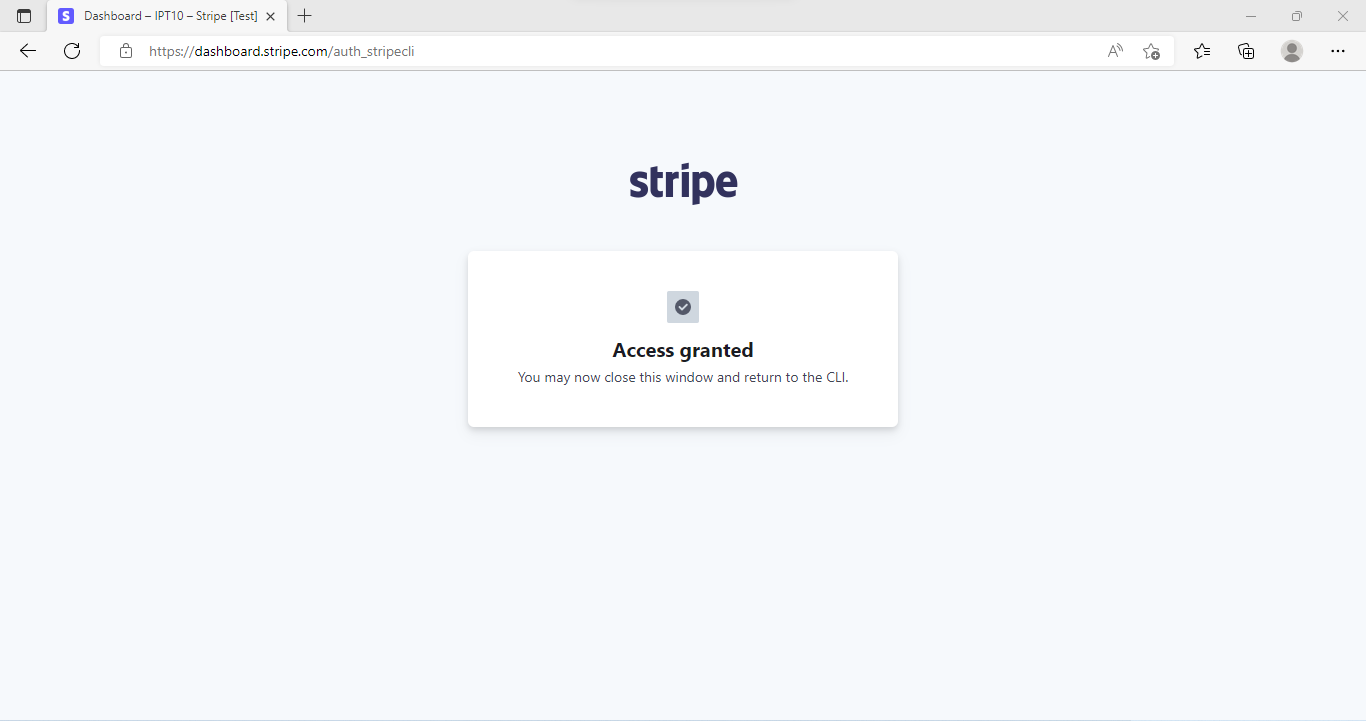 Dashboard – IPT10 – Stripe [Test]
https://dashboard.stripe.com/auth_stripecli
stripe
Access granted
You may now close this window and return to the CLI.